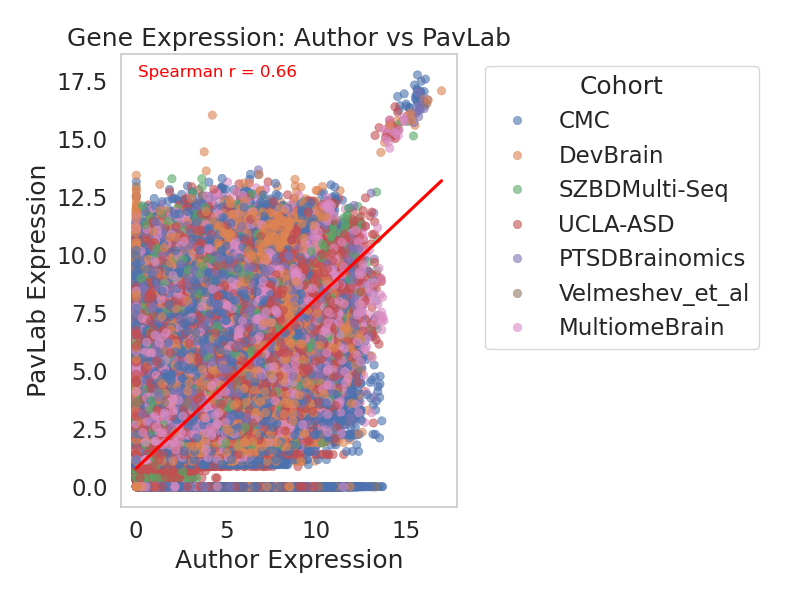 Gene Expression: Author vs PavLab
Spearman r = 0.66
PavLab Expression
17.5
15.0
12.5
10.0
7.5
5.0
2.5
0.0
0 5 10 15
Author Expression
Cohort
CMC
DevBrain
SZBDMulti-Seq
UCLA-ASD
PTSDBrainomics
Velmeshev_et_al
MultiomeBrain